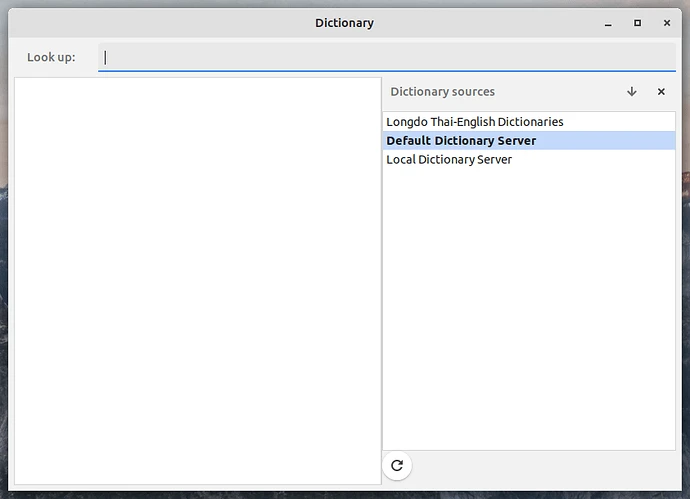 Dictionary
Look up:
Dictionary sources
Longdo Thai-English Dictionaries
Default Dictionary Server
Local Dictionary Server